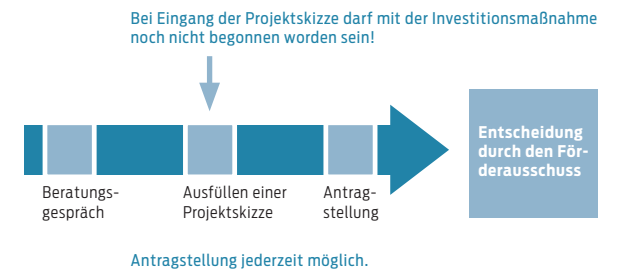 Bei Eingang der Projektskizze darf mit der Investitionsmaßnahme
noch nicht begonnen worden sein!
Beratungs-
gespräch
Ausfüllen einer
Projektskizze
Antrag-
stellung
Entscheidung
durch den För-
derausschuss
Antragstellung jederzeit möglich.